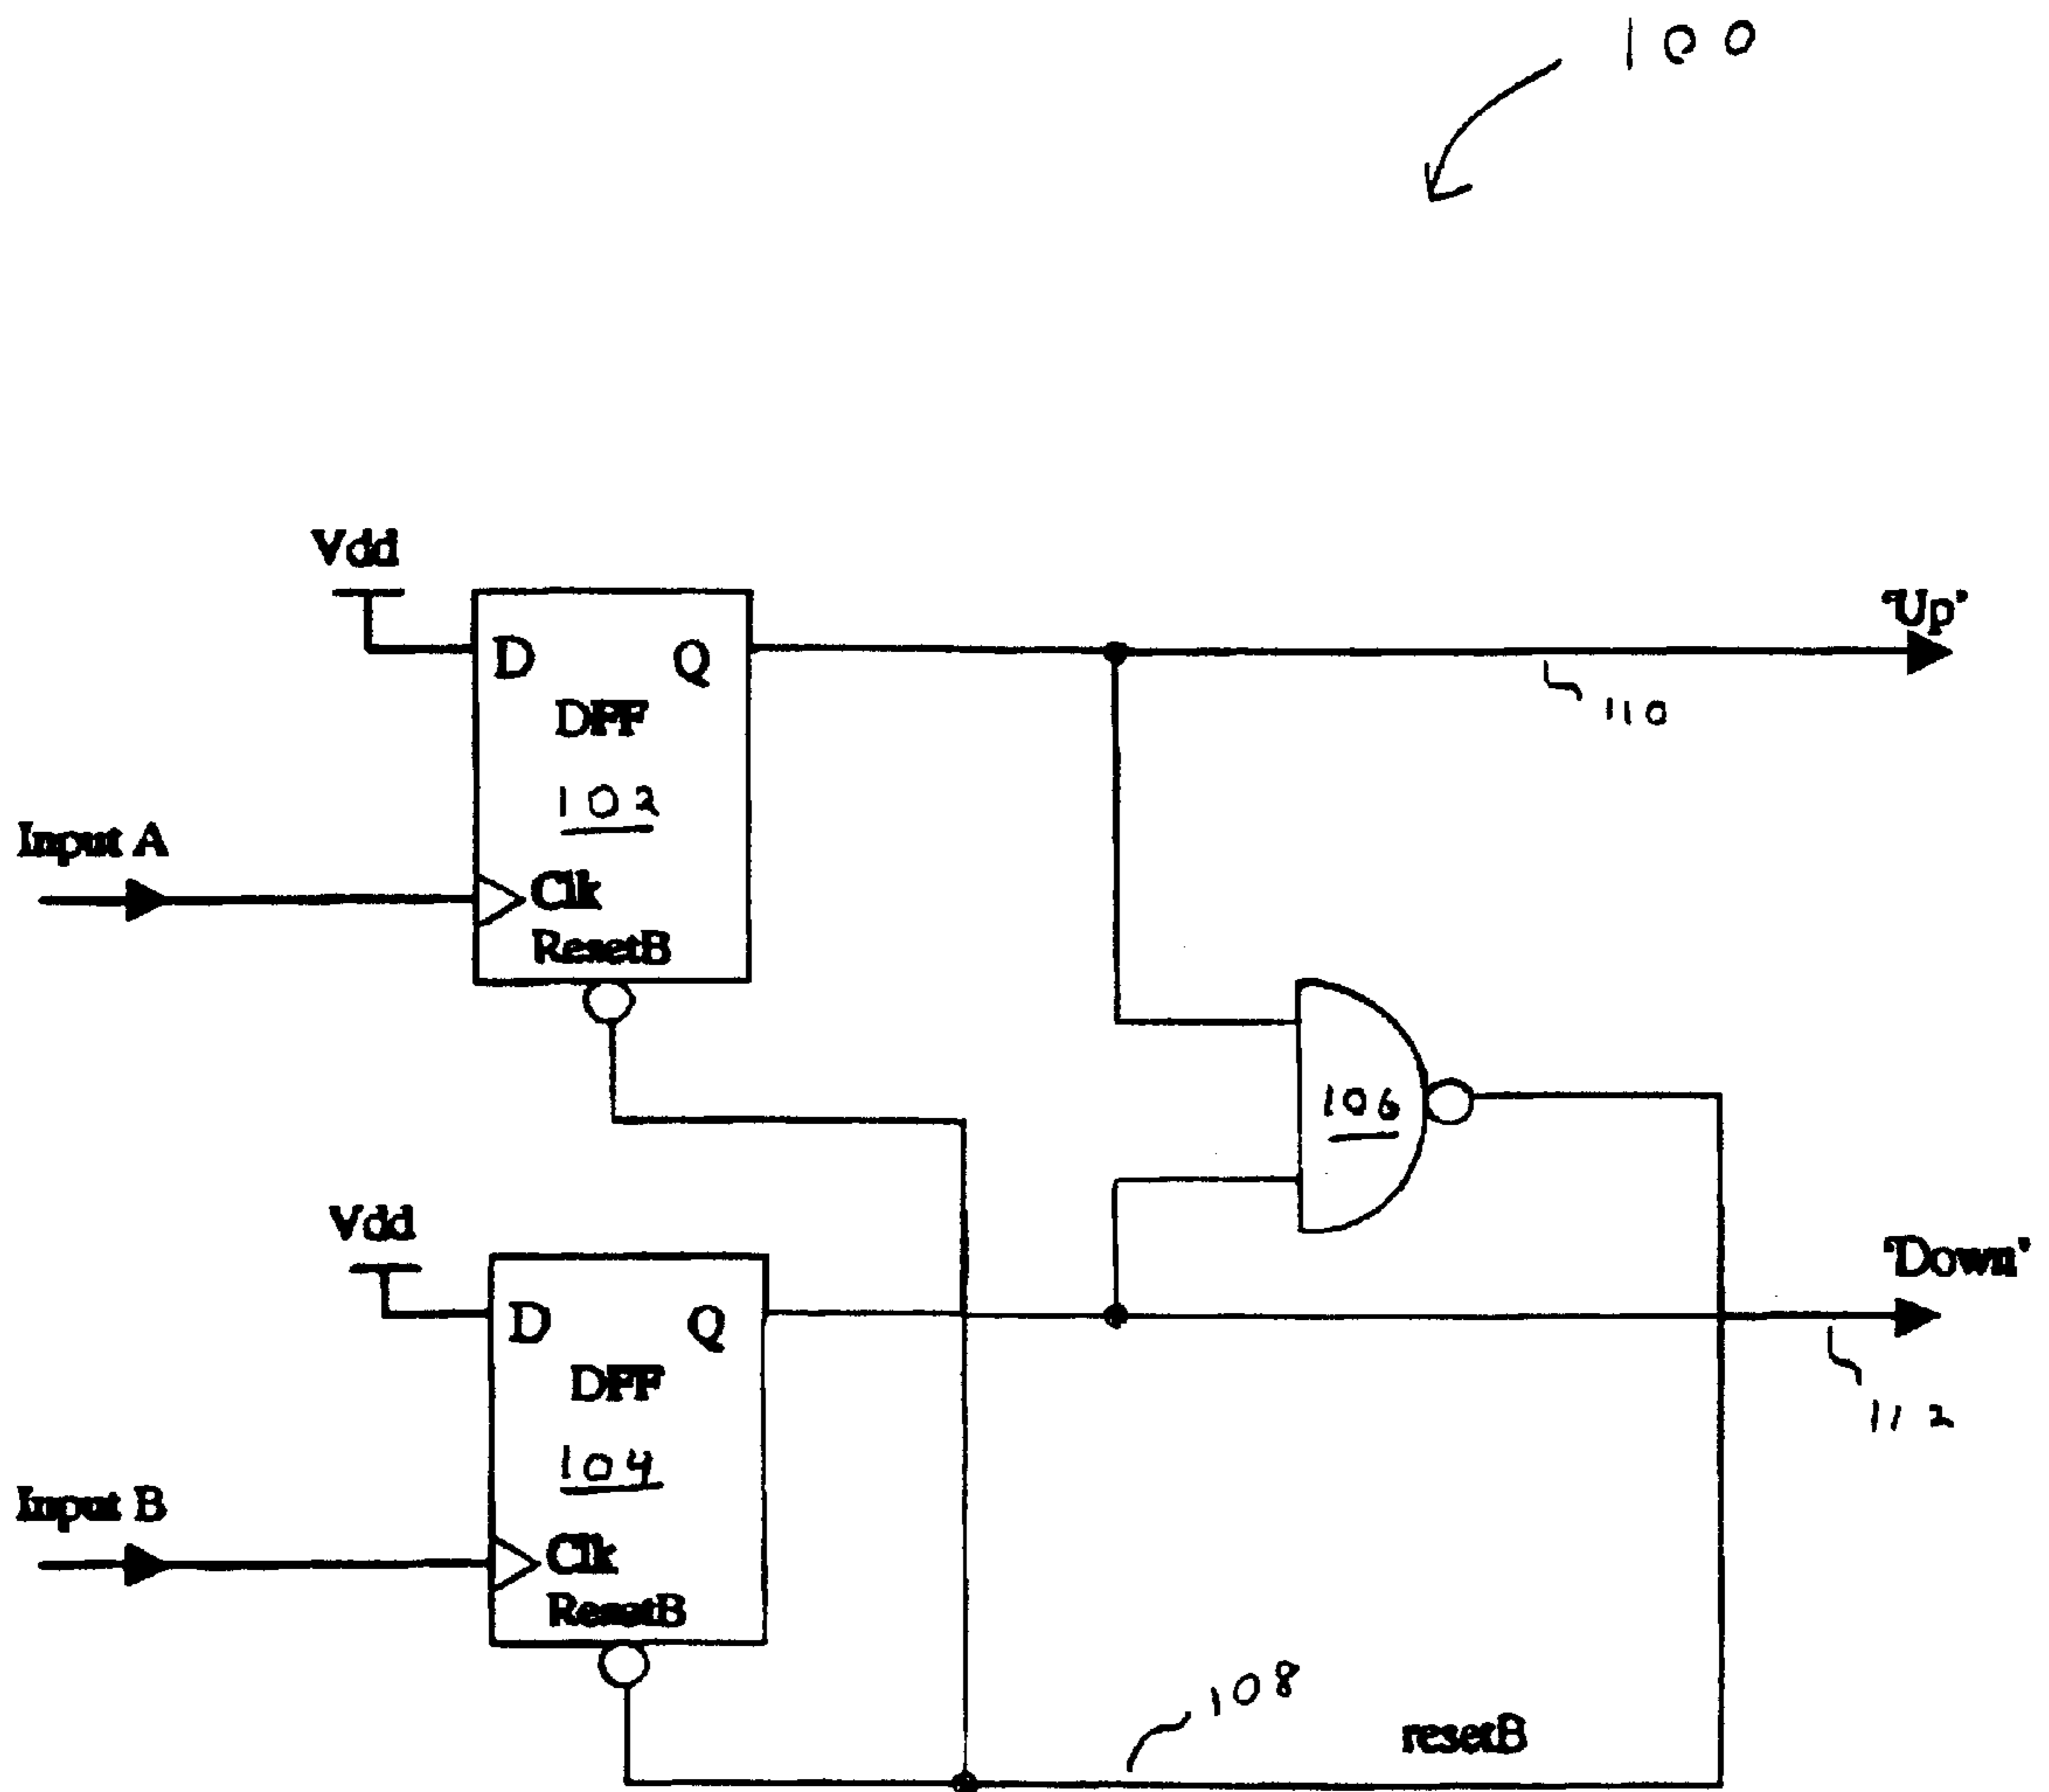 100
Vdd
'Up'
D Q
DFF
110
102
Input A
Clk
ResetB
106
Vdd
'Down'
D Q
DFF
112
104
Input B
Clk
ResetB
108
resetB